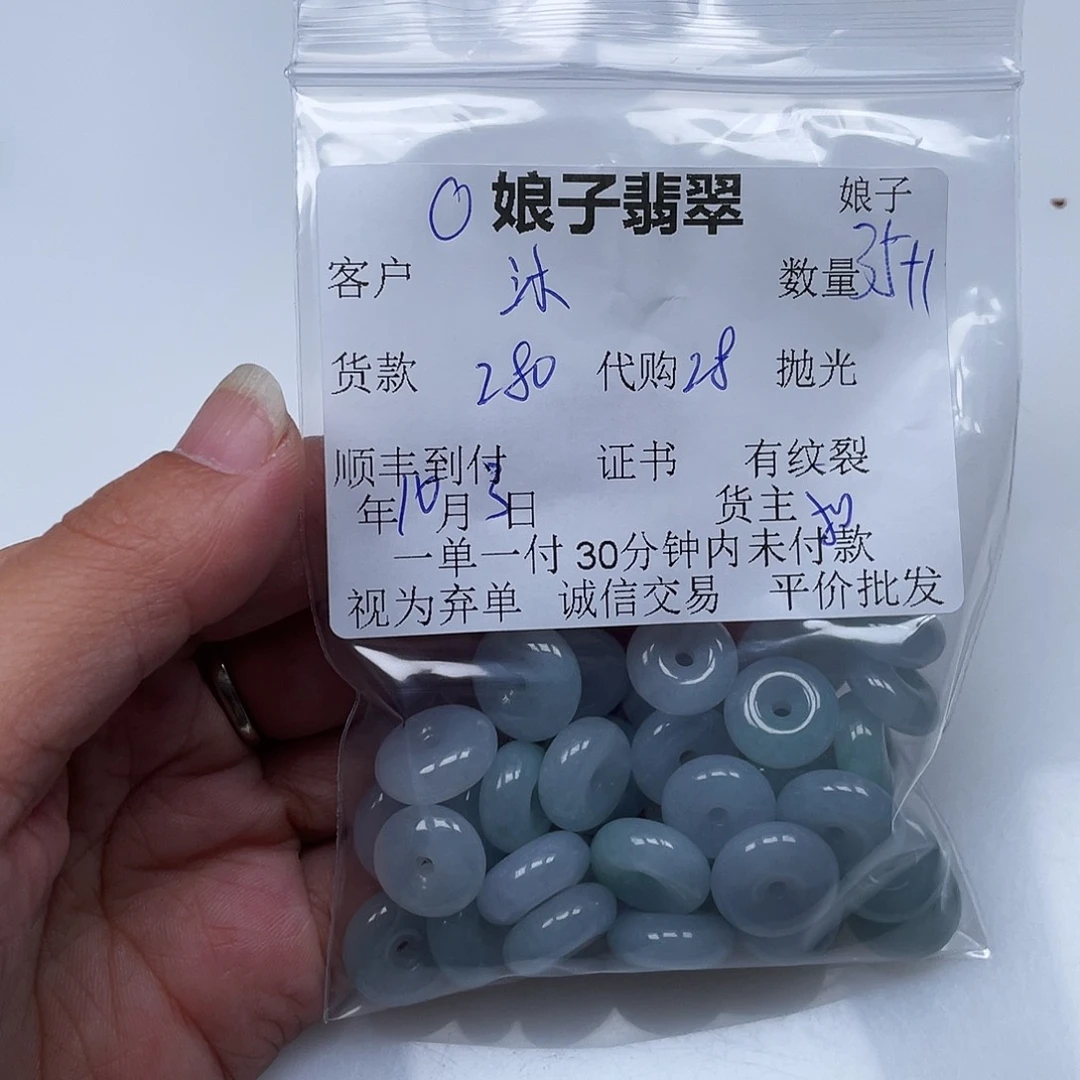 O 娘子翡翠 娘子
客户 沐 数量 35+1
货款 280 代购 28 抛光
顺丰到付 证书 有纹裂
年 10 月 3 日 货主
一单一付 30分钟内未付款
视为弃单 诚信交易 平价批发